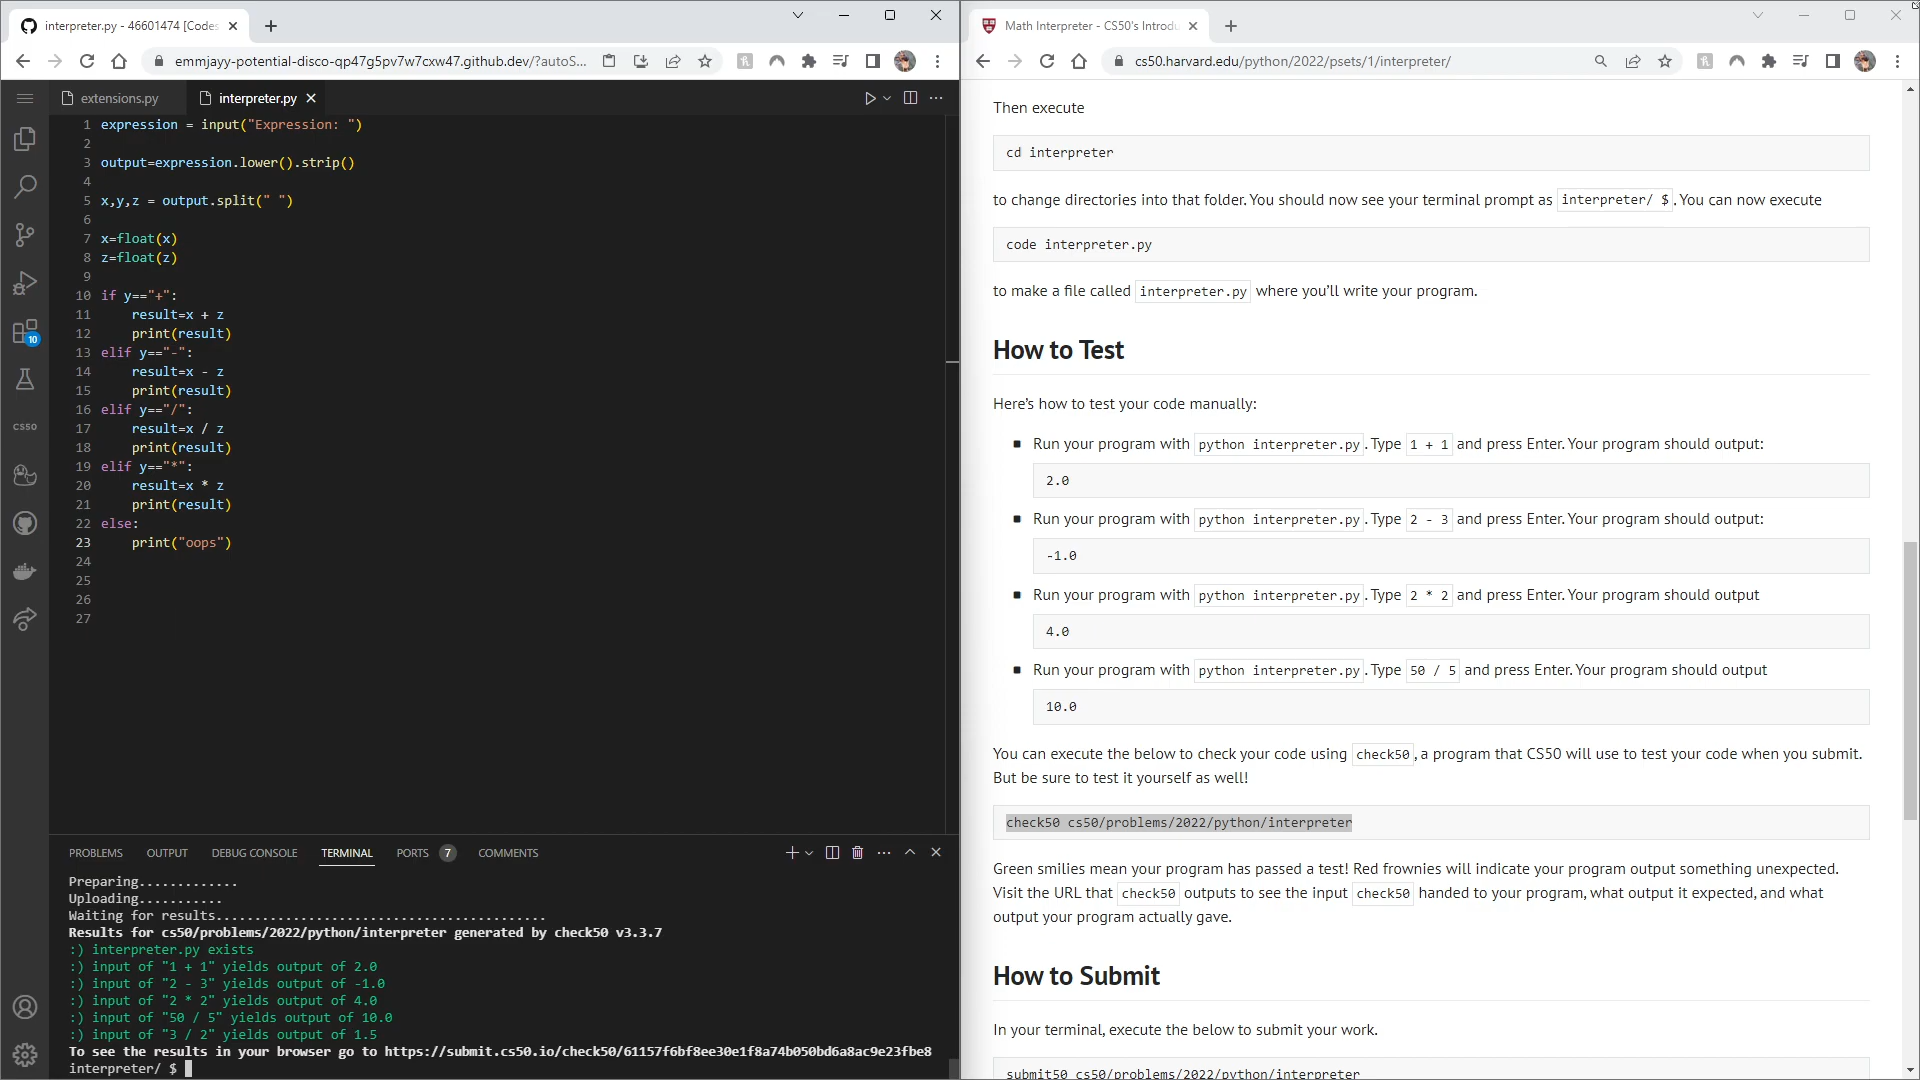 interpreter.py - 46601474 [Codes
emmjayy-potential-disco-qp47g5pv7w7cxw47.github.dev/?autoS...
extensions.py
interpreter.py
1 expression = input("Expression: ")
2
3 output=expression.lower().strip()
4
5 x,y,z = output.split(" ")
6
7 x=float(x)
8 z=float(z)
9
10 if y=="+":
11 result=x + z
12 print(result)
13 elif y=="-":
14 result=x - z
15 print(result)
16 elif y=="/":
17 result=x / z
18 print(result)
19 elif y=="*":
20 result=x * z
21 print(result)
22 else:
23 print("oops")
24
25
26
27
10
CS50
PROBLEMS OUTPUT DEBUG CONSOLE TERMINAL PORTS 7 COMMENTS
Preparing.............
Uploading...........
Waiting for results...........................................
Results for cs50/problems/2022/python/interpreter generated by check50 v3.3.7
:) interpreter.py exists
:) input of "1 + 1" yields output of 2.0
:) input of "2 - 3" yields output of -1.0
:) input of "2 * 2" yields output of 4.0
:) input of "50 / 5" yields output of 10.0
:) input of "3 / 2" yields output of 1.5
To see the results in your browser go to https://submit.cs50.io/check50/61157f6bf8ee30e1f8a74b050bd6a8ac9e23fbe8
interpreter/ $
Math Interpreter - CS50's Introdu
cs50.harvard.edu/python/2022/psets/1/interpreter/
Then execute
cd interpreter
to change directories into that folder. You should now see your terminal prompt as interpreter/ $. You can now execute
code interpreter.py
to make a file called interpreter.py where you’ll write your program.
How to Test
Here’s how to test your code manually:
Run your program with python interpreter.py. Type 1 + 1 and press Enter. Your program should output:
2.0
Run your program with python interpreter.py. Type 2 - 3 and press Enter. Your program should output:
-1.0
Run your program with python interpreter.py. Type 2 * 2 and press Enter. Your program should output
4.0
Run your program with python interpreter.py. Type 50 / 5 and press Enter. Your program should output
10.0
You can execute the below to check your code using check50, a program that CS50 will use to test your code when you submit.
But be sure to test it yourself as well!
check50 cs50/problems/2022/python/interpreter
Green smilies mean your program has passed a test! Red frownies will indicate your program output something unexpected.
Visit the URL that check50 outputs to see the input check50 handed to your program, what output it expected, and what
output your program actually gave.
How to Submit
In your terminal, execute the below to submit your work.
submit50 cs50/problems/2022/python/interpreter